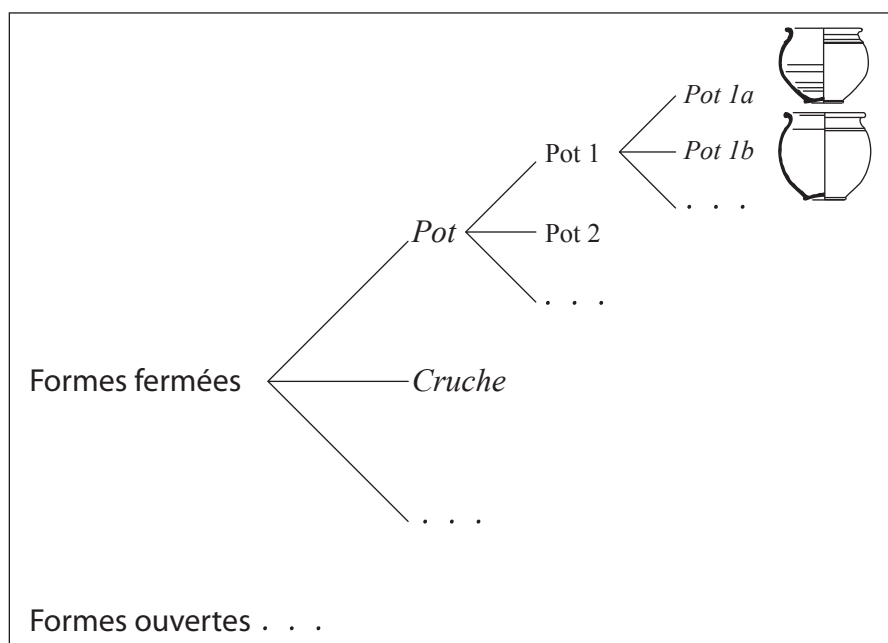 Pot 1a
Pot 1 Pot 1b
. . .
Pot Pot 2
. . .
Formes fermées Cruche
. . .
Formes ouvertes . . .